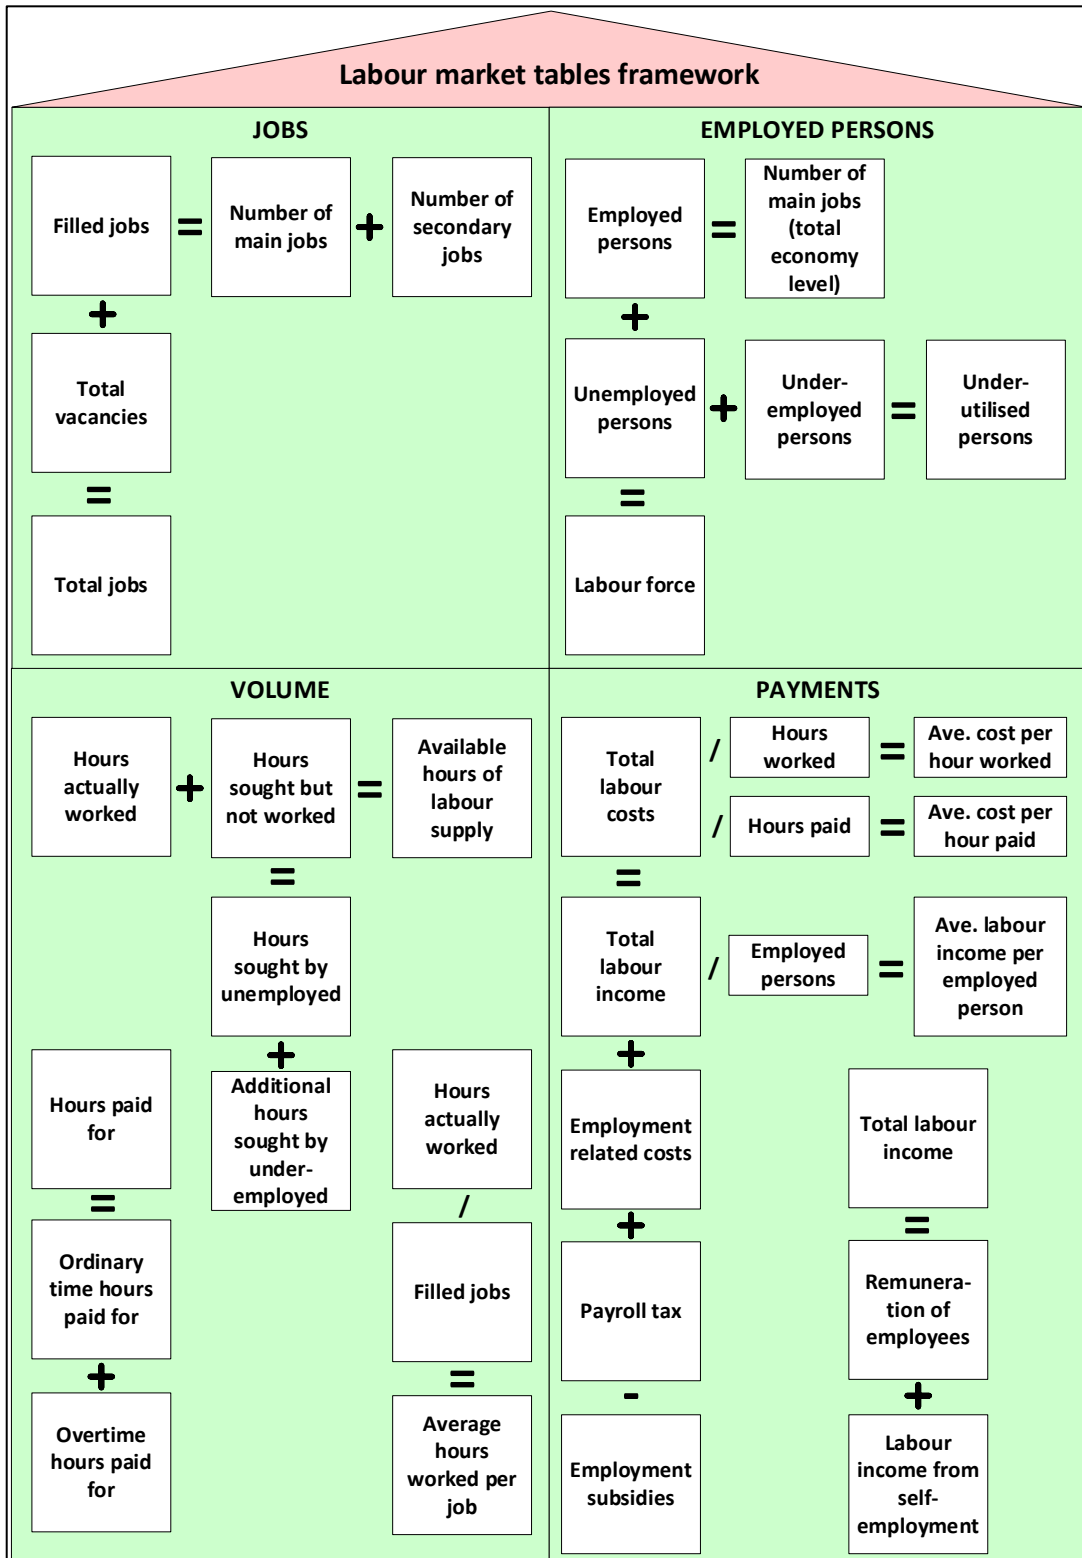 Labour market tables framework
JOBS
Filled jobs
=
Number of
main jobs
+
Number of
secondary
jobs
+
Total
vacancies
=
Total jobs
EMPLOYED PERSONS
Employed
persons
=
Number of
main jobs
(total
economy
level)
+
Unemployed
persons
+
Under-
employed
persons
=
Under-
utilised
persons
=
Labour force
VOLUME
Hours
actually
worked
+
Hours
sought but
not worked
=
Available
hours of
labour
supply
=
Hours
sought by
unemployed
+
Additional
hours
sought by
under-
employed
Hours paid
for
=
Ordinary
time hours
paid for
+
Overtime
hours paid
for
Hours
actually
worked
/
Filled jobs
=
Average
hours
worked per
job
PAYMENTS
Total
labour
costs
/
Hours
worked
=
Ave. cost per
hour worked
/
Hours paid
=
Ave. cost per
hour paid
=
Total
labour
income
/
Employed
persons
=
Ave. labour
income per
employed
person
+
Employment
related costs
+
Payroll tax
-
Employment
subsidies
Total labour
income
=
Remunera-
tion of
employees
+
Labour
income from
self-
employment